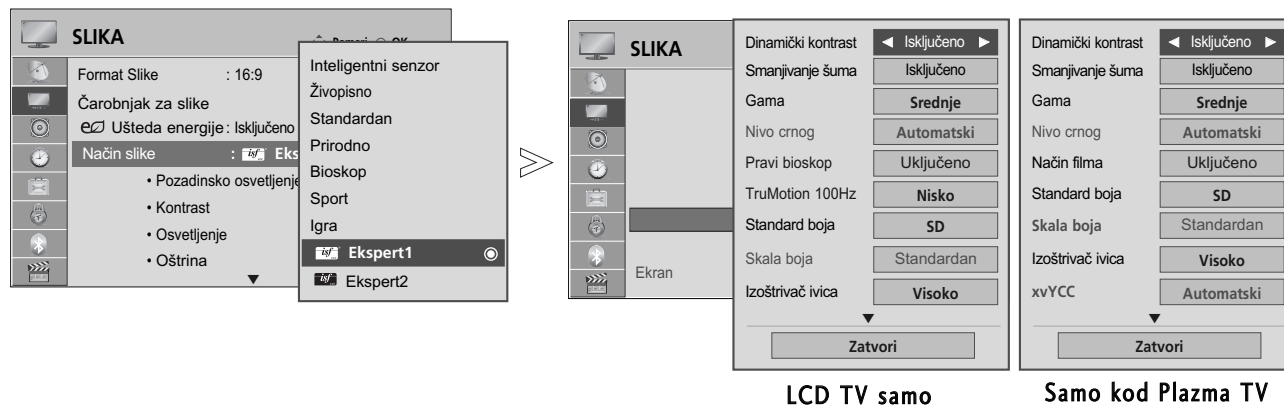 SLIKA
Pomeri OK
Format Slike : 16:9
Čarobnjak za slike
Ušteda energije : Isključeno
Način slike : isf Eks
• Pozadinsko osvetljenje
• Kontrast
• Osvetljenje
• Oštrina
Inteligentni senzor
Živopisno
Standardan
Prirodno
Bioskop
Sport
Igra
isf Ekspert1
isf Ekspert2
SLIKA
Ekran
Dinamički kontrast ◄ Isključeno ►
Smanjivanje šuma Isključeno
Gama Srednje
Nivo crnog Automatski
Pravi bioskop Uključeno
TruMotion 100Hz Nisko
Standard boja SD
Skala boja Standardan
Izoštrivač ivica Visoko
Zatvori
LCD TV samo
Dinamički kontrast ◄ Isključeno ►
Smanjivanje šuma Isključeno
Gama Srednje
Nivo crnog Automatski
Način filma Uključeno
Standard boja SD
Skala boja Standardan
Izoštrivač ivica Visoko
xvYCC Automatski
Zatvori
Samo kod Plazma TV